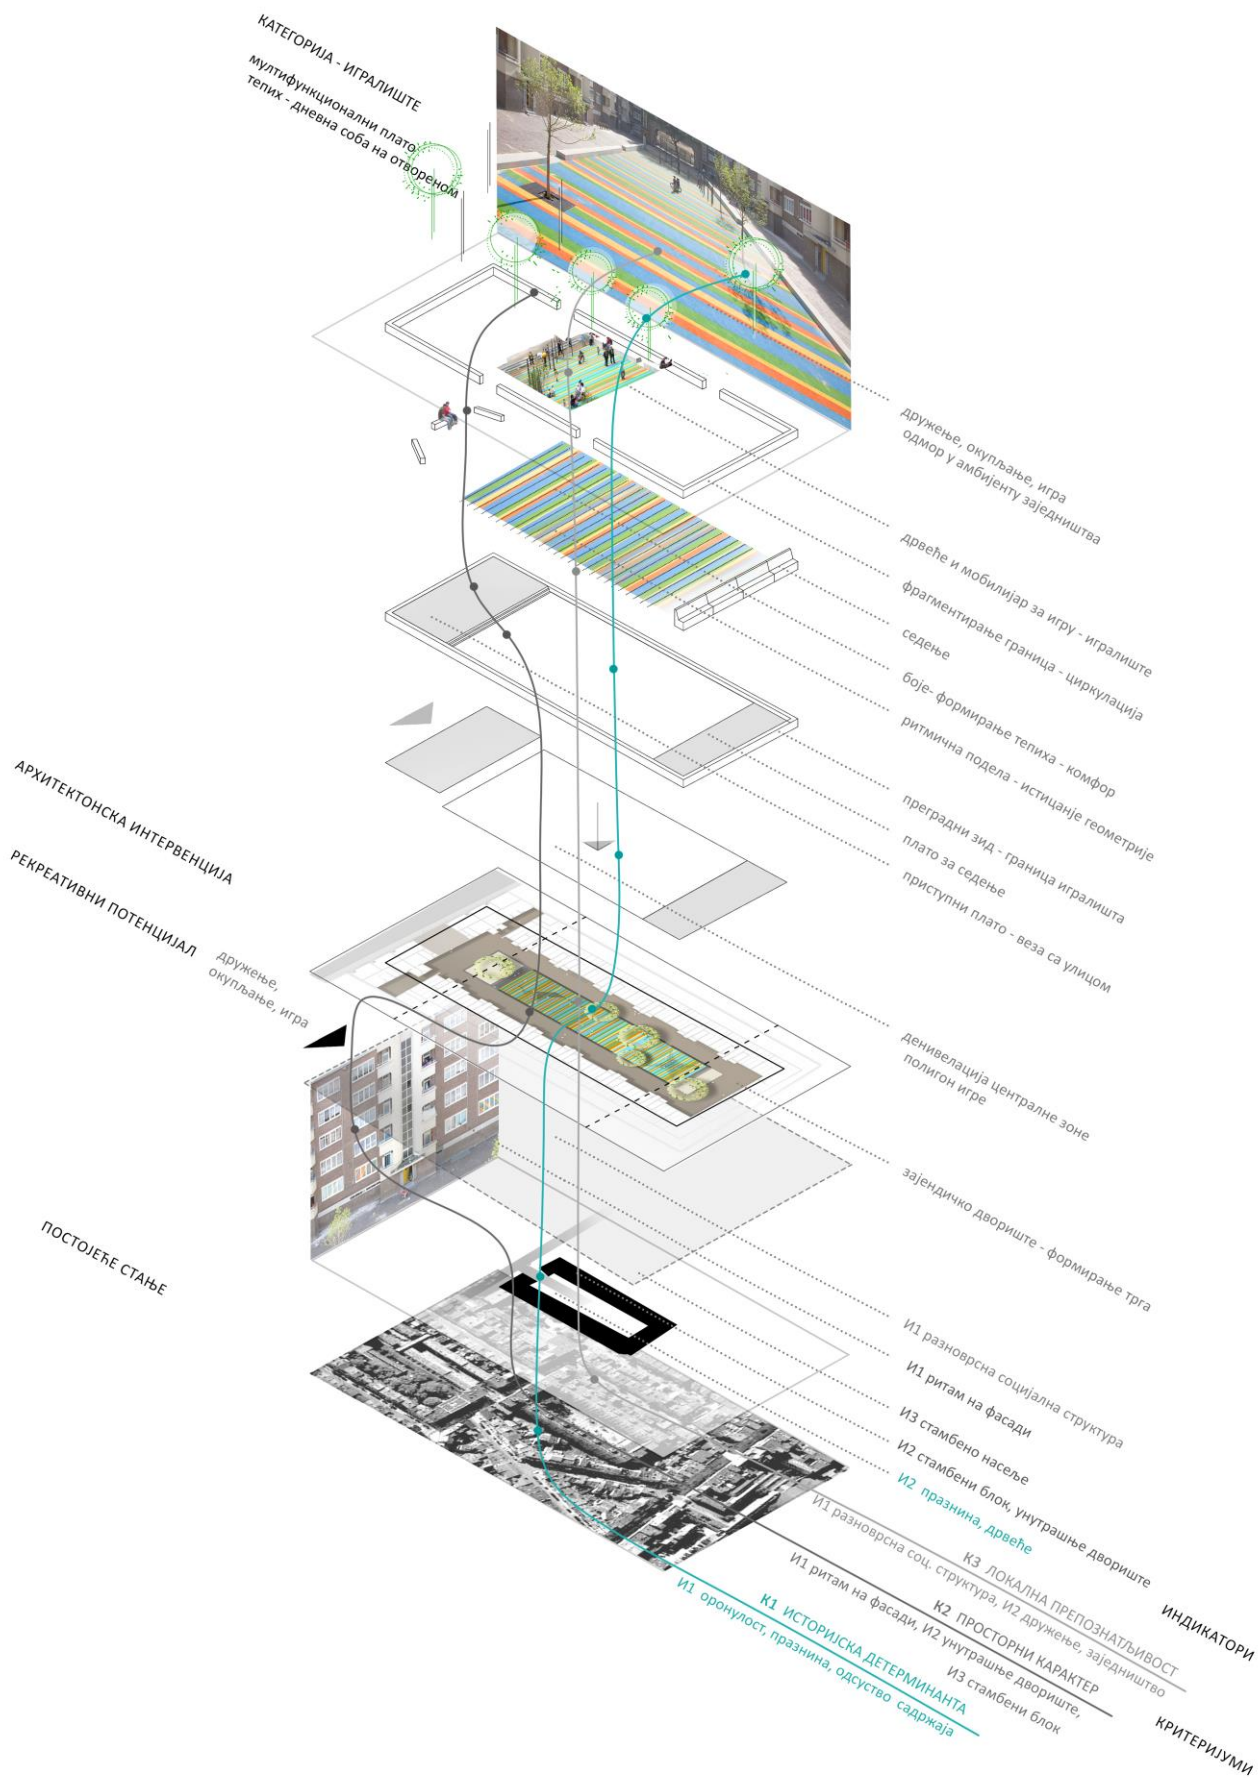 КАТЕГОРИЈА - ИГРАЛИШТЕ
мултифункционални плато
тепих - дневна соба на отвореном
дружење, окупљање, игра
одмор у амбијенту заједништва
дрвеће и мобилијар за игру - игралиште
фрагментирање граница - циркулација
седење
боје- формирање тепиха - комфор
ритмична подела - истицање геометрије
преградни зид - граница игралишта
плато за седење
приступни плато - веза са улицом
АРХИТЕКТОНСКА ИНТЕРВЕНЦИЈА
РЕКРЕАТИВНИ ПОТЕНЦИЈАЛ
дружење,
окупљање, игра
денивелација централне зоне
полигон игре
зајендичко двориште - формирање трга
ПОСТОЈЕЋЕ СТАЊЕ
И1 разноврсна социјална структура
И1 ритам на фасади
И3 стамбено насеље
И2 стамбени блок, унутрашње двориште
И2 празнина, дрвеће
ИНДИКАТОРИ
К3 ЛОКАЛНА ПРЕПОЗНАТЉИВОСТ
И1 разноврсна соц. структура, И2 дружење, заједништво
К2 ПРОСТОРНИ КАРАКТЕР
И1 ритам на фасади, И2 унутрашње двориште,
И3 стамбени блок
К1 ИСТОРИЈСКА ДЕТЕРМИНАНТА
И1 оронулост, празнина, одсуство садржаја
КРИТЕРИЈУМИ